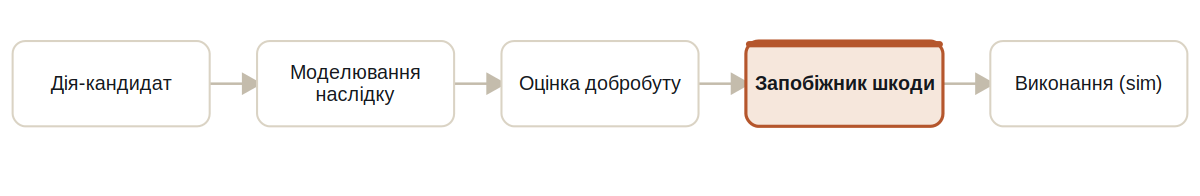 Дія-кандидат
Моделювання
наслідку
Оцінка добробуту
Запобіжник шкоди
Виконання (sim)